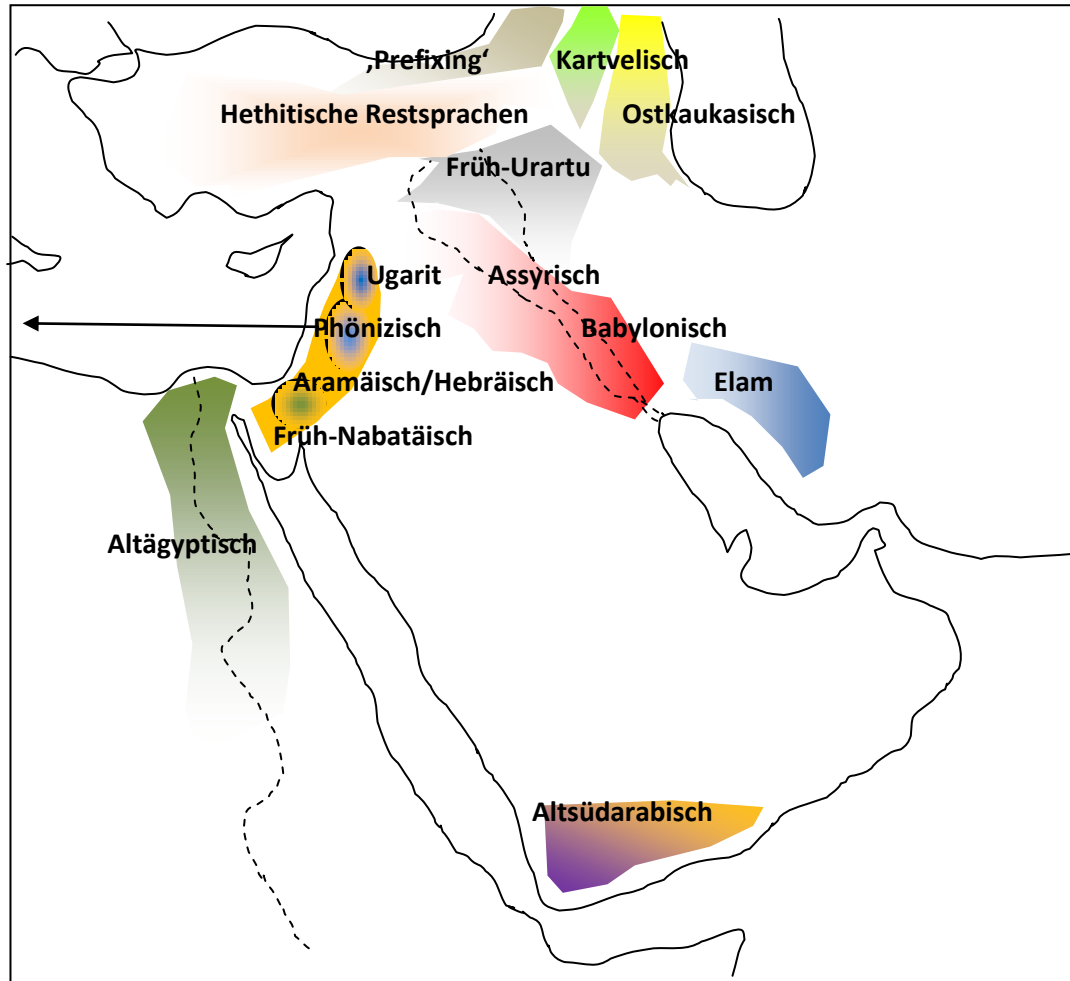 ‚Prefixing‘
Kartvelisch
Hethitische Restsprachen
Ostkaukasisch
Früh-Urartu
Ugarit
Assyrisch
Phönizisch
Babylonisch
Aramäisch/Hebräisch
Elam
Früh-Nabatäisch
Altägyptisch
Altsüdarabisch